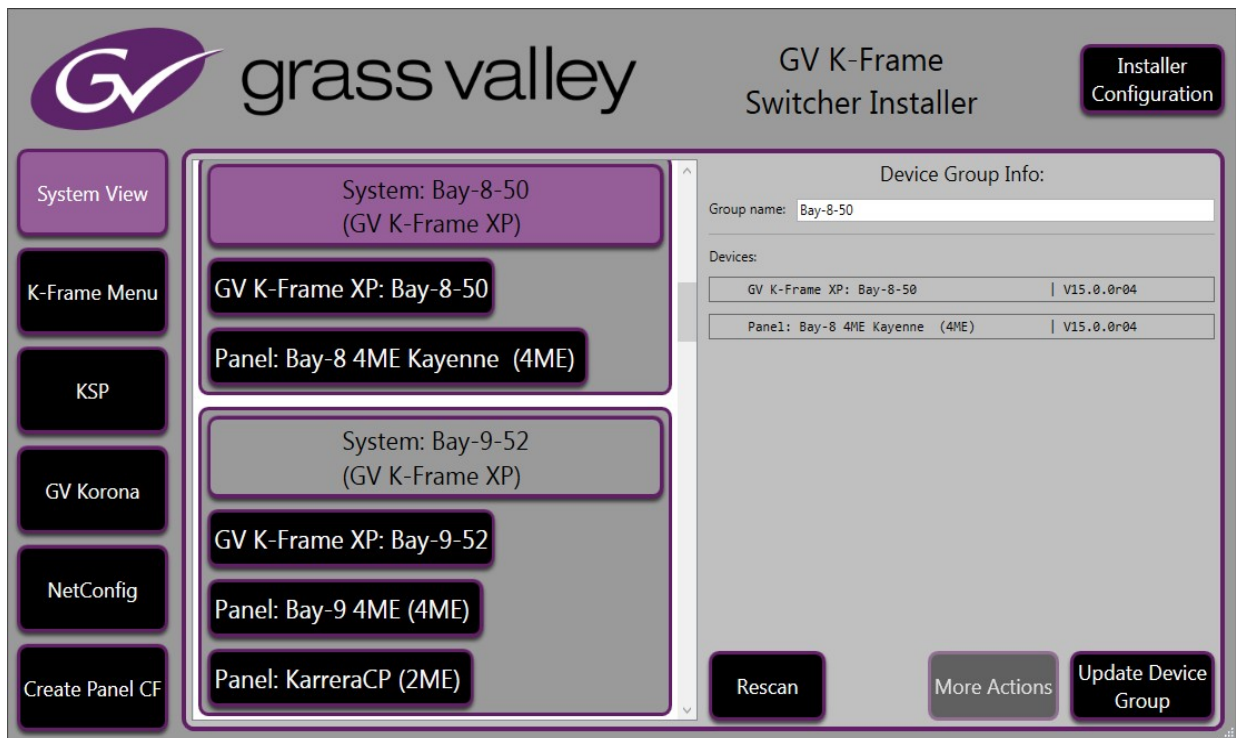 GV grass valley
GV K-Frame
Switcher Installer
Installer
Configuration
System View
K-Frame Menu
KSP
GV Korona
NetConfig
Create Panel CF
System: Bay-8-50
(GV K-Frame XP)
GV K-Frame XP: Bay-8-50
Panel: Bay-8 4ME Kayenne (4ME)
System: Bay-9-52
(GV K-Frame XP)
GV K-Frame XP: Bay-9-52
Panel: Bay-9 4ME (4ME)
Panel: KarreraCP (2ME)
Device Group Info:
Group name: Bay-8-50
Devices:
GV K-Frame XP: Bay-8-50 | V15.0.0r04
Panel: Bay-8 4ME Kayenne (4ME) | V15.0.0r04
Rescan
More Actions
Update Device
Group